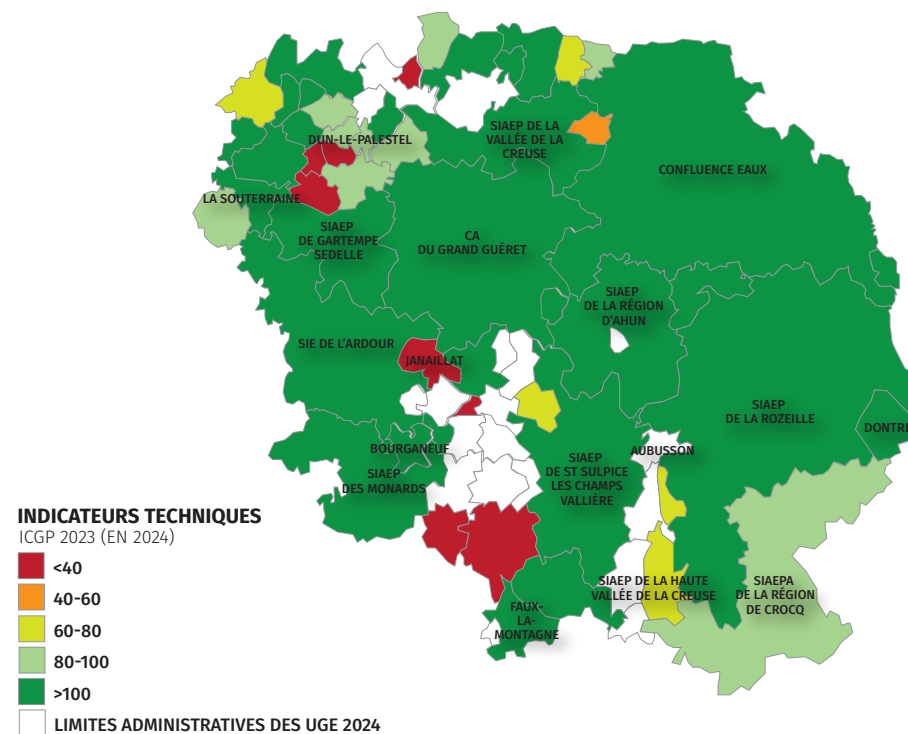 DUN-LE-PALESTEL
SIAEP DE LA
VALLÉE DE LA
CREUSE
CONFLUENCE EAUX
LA SOUTERRAINE
SIAEP
DE GARTEMPE
SEDELLE
CA
DU GRAND GUÉRET
SIAEP
DE LA RÉGION
D'AHUN
SIE DE L'ARDOUR
JANAILLAT
SIAEP
DE LA ROZEILLE
DONTRE
BOURGANEUF
SIAEP
DES MONARDS
SIAEP
DE ST SULPICE
LES CHAMPS
VALLIÈRE
AUBUSSON
SIAEP DE LA HAUTE
VALLÉE DE LA CREUSE
SIAEPA
DE LA RÉGION
DE CROCQ
FAUX-
LA-
MONTAGNE
INDICATEURS TECHNIQUES
ICGP 2023 (EN 2024)
<40
40-60
60-80
80-100
>100
LIMITES ADMINISTRATIVES DES UGE 2024